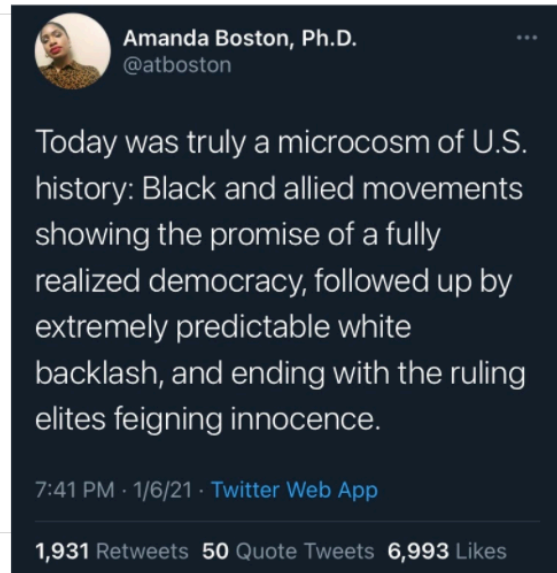 Amanda Boston, Ph.D.
@atboston
Today was truly a microcosm of U.S.
history: Black and allied movements
showing the promise of a fully
realized democracy, followed up by
extremely predictable white
backlash, and ending with the ruling
elites feigning innocence.
7:41 PM · 1/6/21 · Twitter Web App
1,931 Retweets 50 Quote Tweets 6,993 Likes